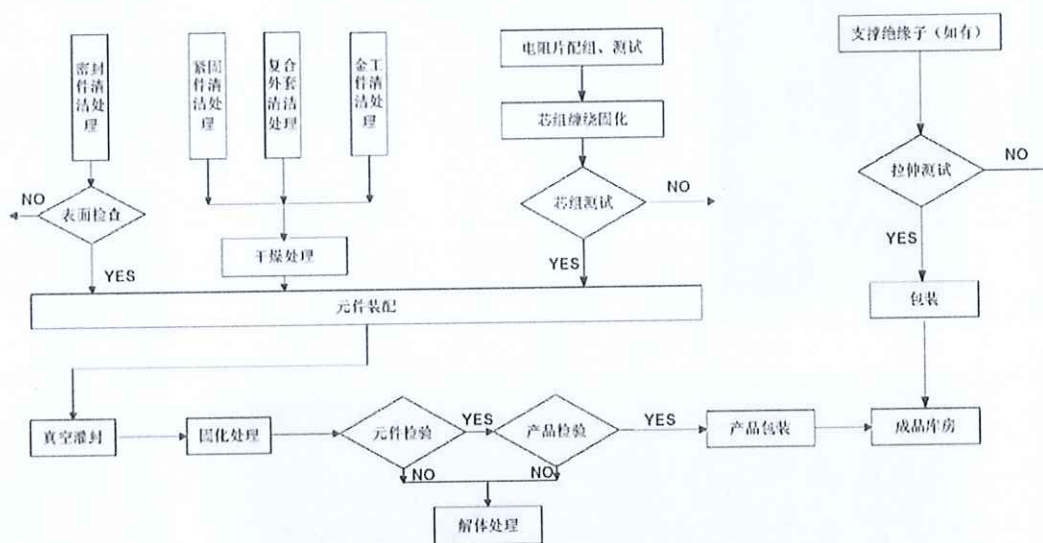 密封
件清
洁处
理
紧固
件清
洁处
理
复合
外套
清洁
处理
金工
件清
洁处
理
电阻片配组、测试
支撑绝缘子（如有）
芯组缠绕固化
NO
表面检查
芯组测试
NO
拉伸测试
NO
YES
干燥处理
YES
YES
元件装配
包装
真空灌封
固化处理
元件检验
YES
产品检验
YES
产品包装
成品库房
NO
NO
解体处理